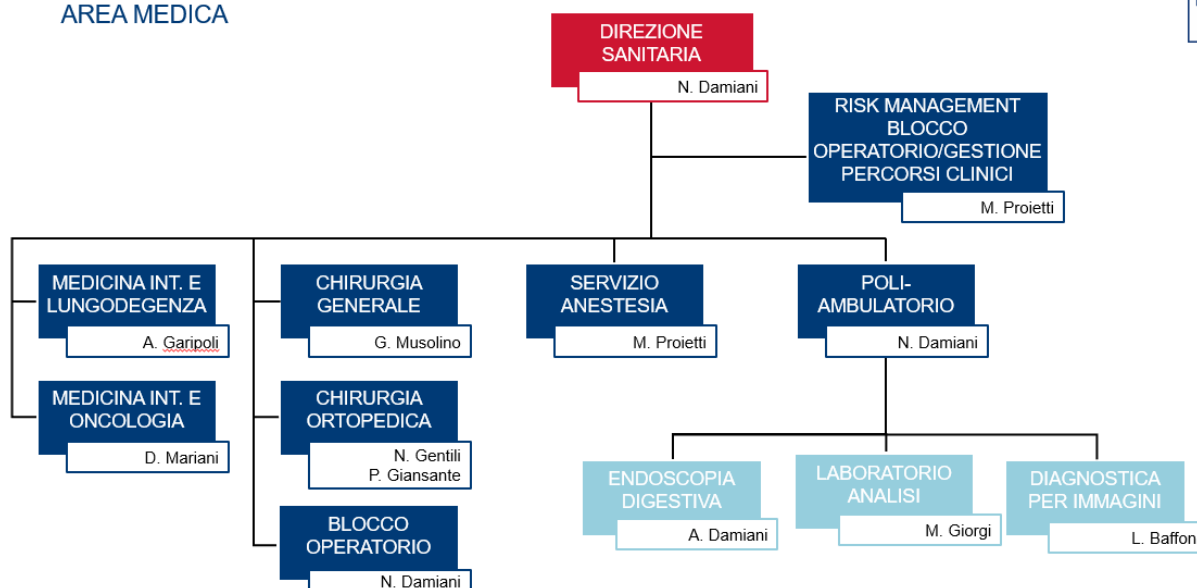 AREA MEDICA
DIREZIONE
SANITARIA
N. Damiani
RISK MANAGEMENT
BLOCCO
OPERATORIO/GESTIONE
PERCORSI CLINICI
M. Proietti
MEDICINA INT. E
LUNGODEGENZA
A. Garipoli
CHIRURGIA
GENERALE
G. Musolino
SERVIZIO
ANESTESIA
M. Proietti
POLI-
AMBULATORIO
N. Damiani
MEDICINA INT. E
ONCOLOGIA
D. Mariani
CHIRURGIA
ORTOPEDICA
N. Gentili
P. Giansante
BLOCCO
OPERATORIO
N. Damiani
ENDOSCOPIA
DIGESTIVA
A. Damiani
LABORATORIO
ANALISI
M. Giorgi
DIAGNOSTICA
PER IMMAGINI
L. Baffon